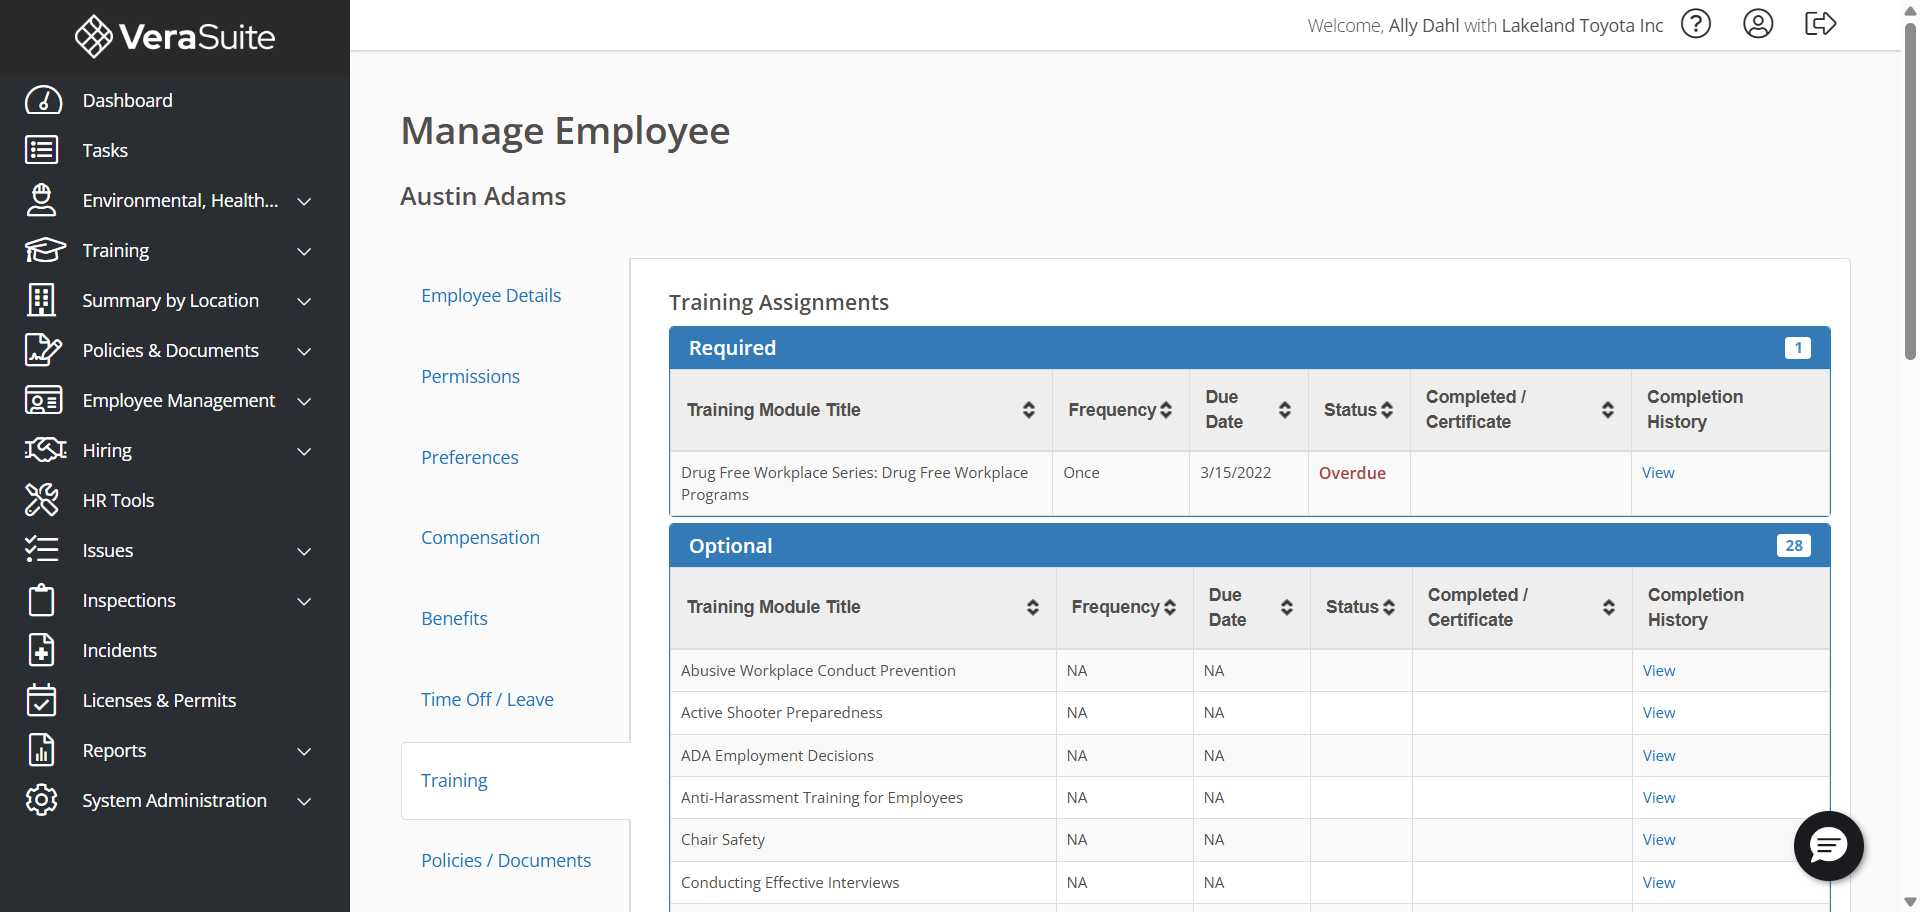 VeraSuite
Welcome, Ally Dahl with Lakeland Toyota Inc
?
Dashboard
Tasks
Environmental, Health...
Training
Summary by Location
Policies & Documents
Employee Management
Hiring
HR Tools
Issues
Inspections
Incidents
Licenses & Permits
Reports
System Administration
Manage Employee
Austin Adams
Employee Details
Permissions
Preferences
Compensation
Benefits
Time Off / Leave
Training
Policies / Documents
Training Assignments
Required 1
Training Module Title Frequency Due Date Status Completed / Certificate Completion History
Drug Free Workplace Series: Drug Free Workplace Programs Once 3/15/2022 Overdue View
Optional 28
Training Module Title Frequency Due Date Status Completed / Certificate Completion History
Abusive Workplace Conduct Prevention NA NA View
Active Shooter Preparedness NA NA View
ADA Employment Decisions NA NA View
Anti-Harassment Training for Employees NA NA View
Chair Safety NA NA View
Conducting Effective Interviews NA NA View